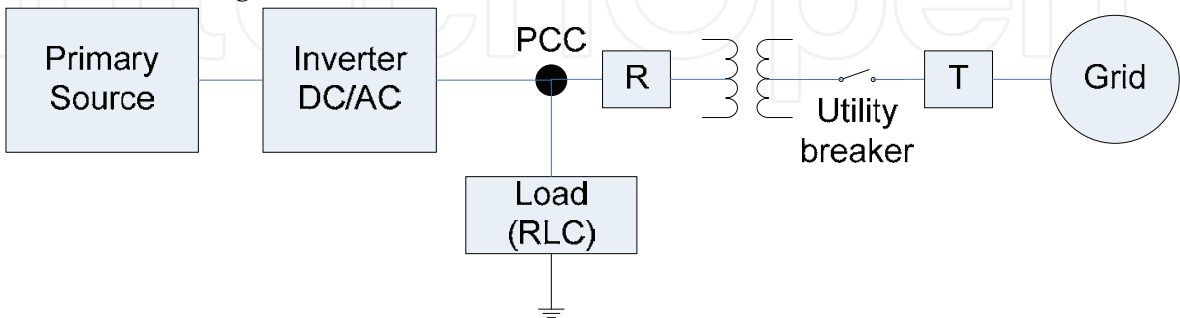 Primary
Source
Inverter
DC/AC
PCC
R
Utility
breaker
T
Grid
Load
(RLC)